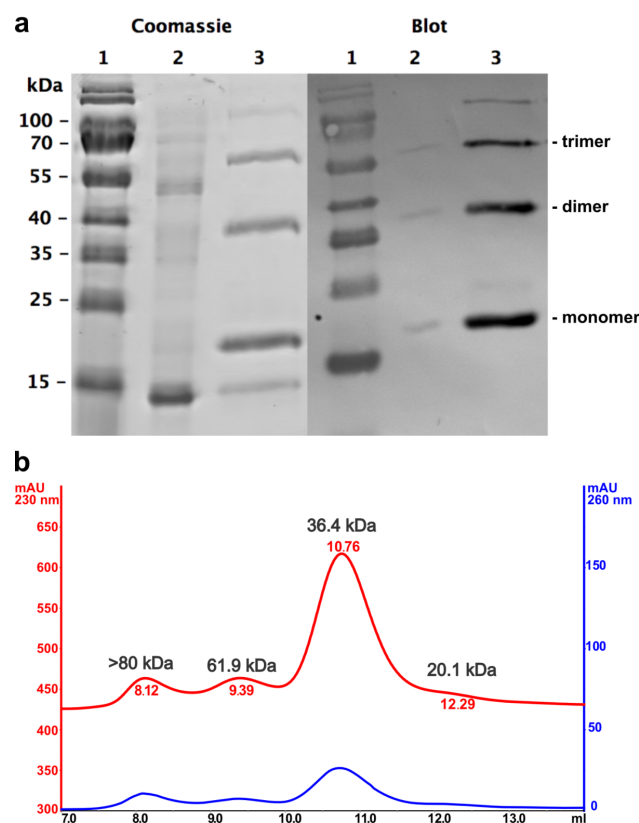 a
Coomassie Blot
1 2 3 1 2 3
kDa
100 –
70 –
- trimer
55 –
- dimer
40 –
35 –
25 –
- monomer
15 –
b
mAU mAU
230 nm 260 nm
650
36.4 kDa
10.76
600
150
550
500
100
>80 kDa 61.9 kDa 20.1 kDa
8.12 9.39 12.29
450
400
50
350
300 0
7.0 8.0 9.0 10.0 11.0 12.0 13.0 ml